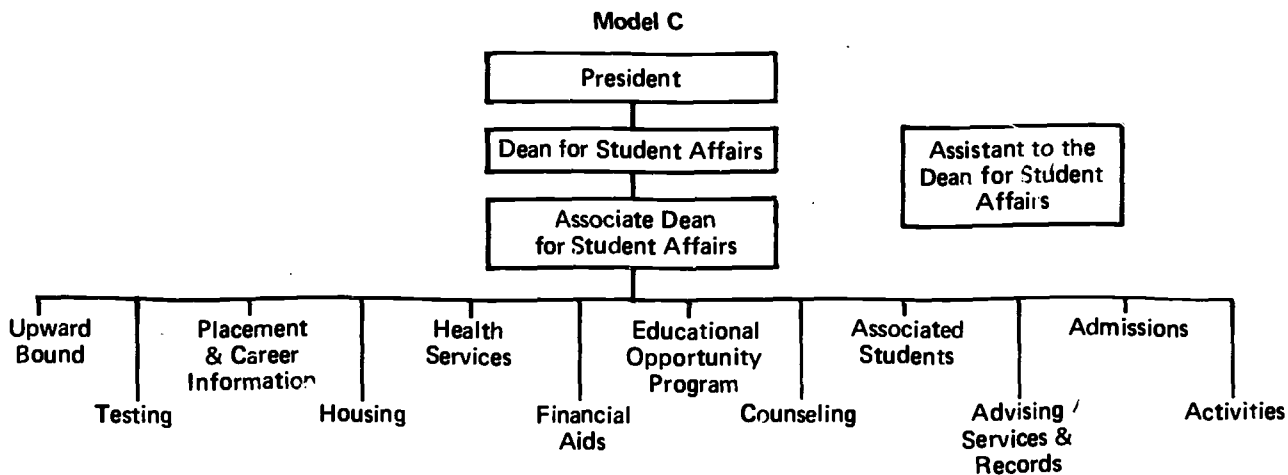 Model C
President
Dean for Student Affairs
Assistant to the
Dean for Student
Affairs
Associate Dean
for Student Affairs
Upward
Bound
Testing
Placement
& Career
Information
Housing
Health
Services
Financial
Aids
Educational
Opportunity
Program
Counseling
Associated
Students
Advising
Services &
Records
Admissions
Activities